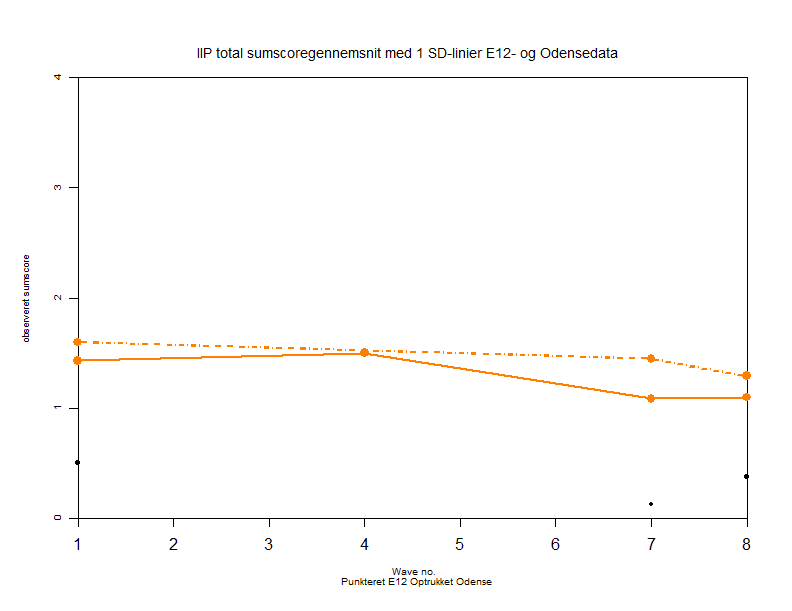 IIP total sumscoregennemsnit med 1 SD-linier E12- og Odensedata
4
3
2
1
0
observeret sumscore
1 2 3 4 5 6 7 8
Wave no.
Punkteret E12 Optrukket Odense